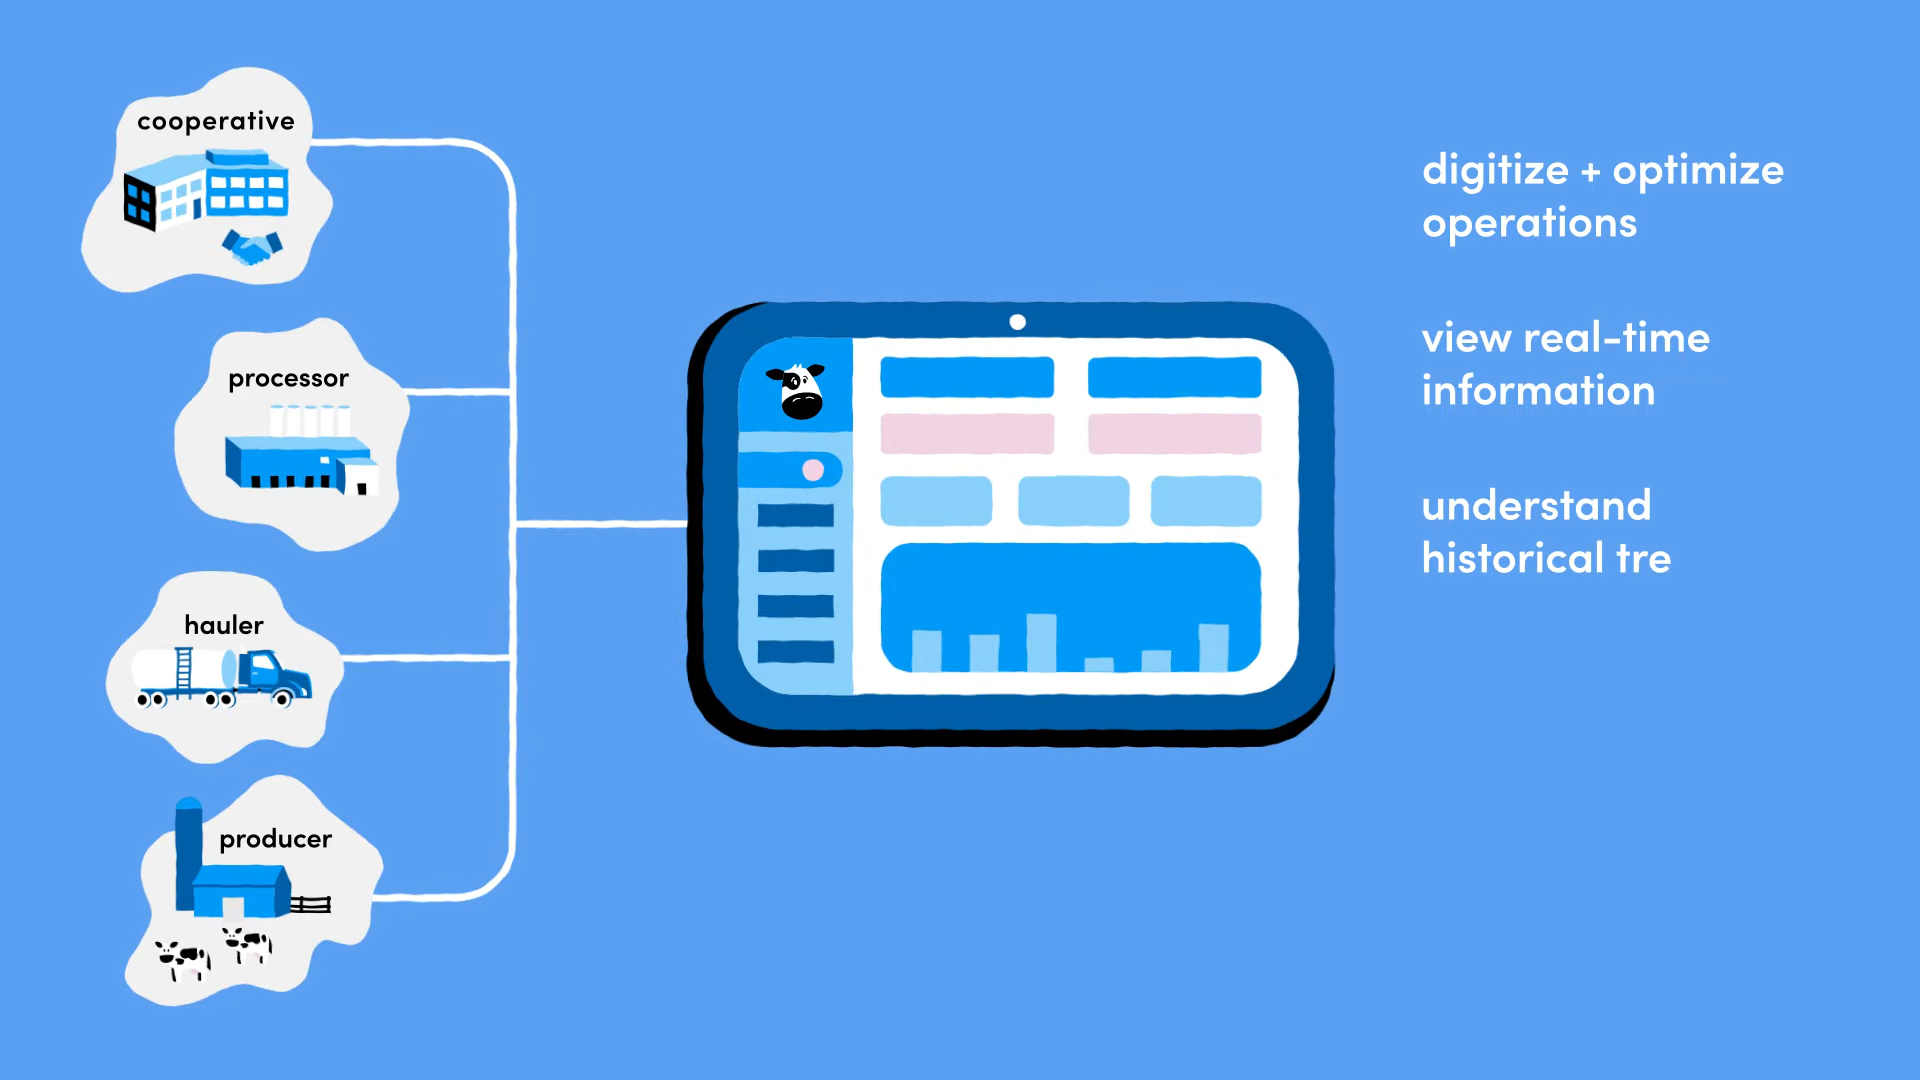 cooperative
processor
hauler
producer
digitize + optimize
operations
view real-time
information
understand
historical tre